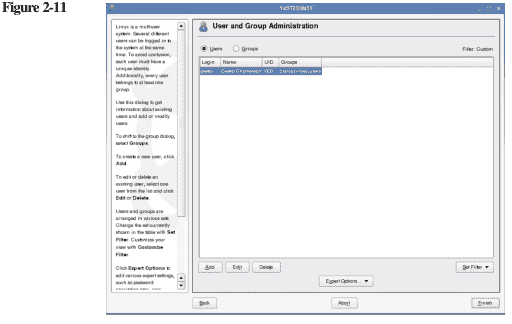 Figure 2-11
YaST2@da11
Linux is a multiuser
system. Several different
users can be logged in to
the system at the same
time. To avoid confusion,
each user must have a
unique identity.
Additionally, every user
belongs to at least one
group.
Use this dialog to get
information about existing
users and add or modify
users.
To shift to the group dialog,
select Groups.
To create a new user, click
Add.
To edit or delete an
existing user, select one
user from the list and click
Edit or Delete.
Users and groups are
arranged in various sets.
Change the set currently
shown in the table with Set
Filter. Customize your
view with Customize
Filter.
Click Expert Options to
edit various expert settings,
such as password
User and Group Administration
Users Groups Filter: Custom
Login Name UID Groups
geeko Geeko
Add Edit Delete Set Filter
Expert Options...
Back Abort Finish